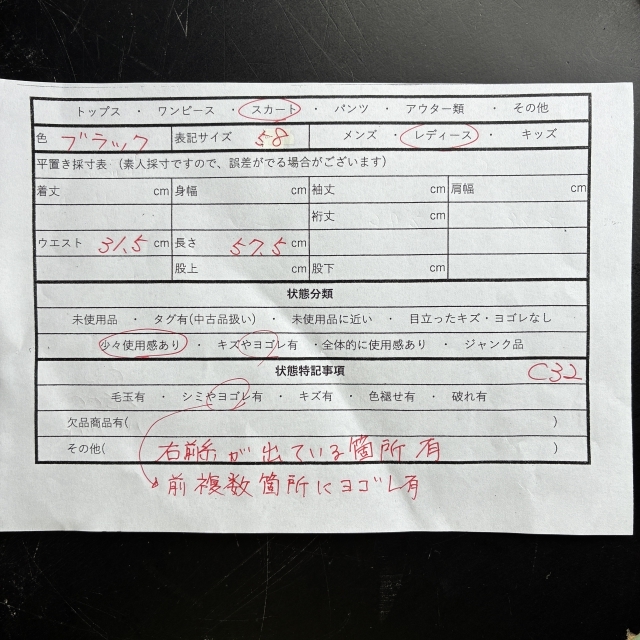 トップス ・ ワンピース ・ スカート ・ パンツ ・ アウター類 ・ その他
色 ブラック 表記サイズ 58 メンズ ・ レディース ・ キッズ
平置き採寸表 (素人採寸ですので、誤差がでる場合がございます)
着丈 cm 身幅 cm 袖丈 cm 肩幅 cm
裄丈 cm
ウエスト 31.5 cm 長さ 57.5 cm
股上 cm 股下 cm
状態分類
未使用品 ・ タグ有(中古品扱い) ・ 未使用品に近い ・ 目立ったキズ・ヨゴレなし
少々使用感あり ・ キズやヨゴレ有 ・全体的に使用感あり ・ ジャンク品
状態特記事項 C32
毛玉有 ・ シミやヨゴレ有 ・ キズ有 ・ 色褪せ有 ・ 破れ有
欠品商品有( )
その他( 右前糸が出ている箇所有 )
前複数箇所にヨゴレ有